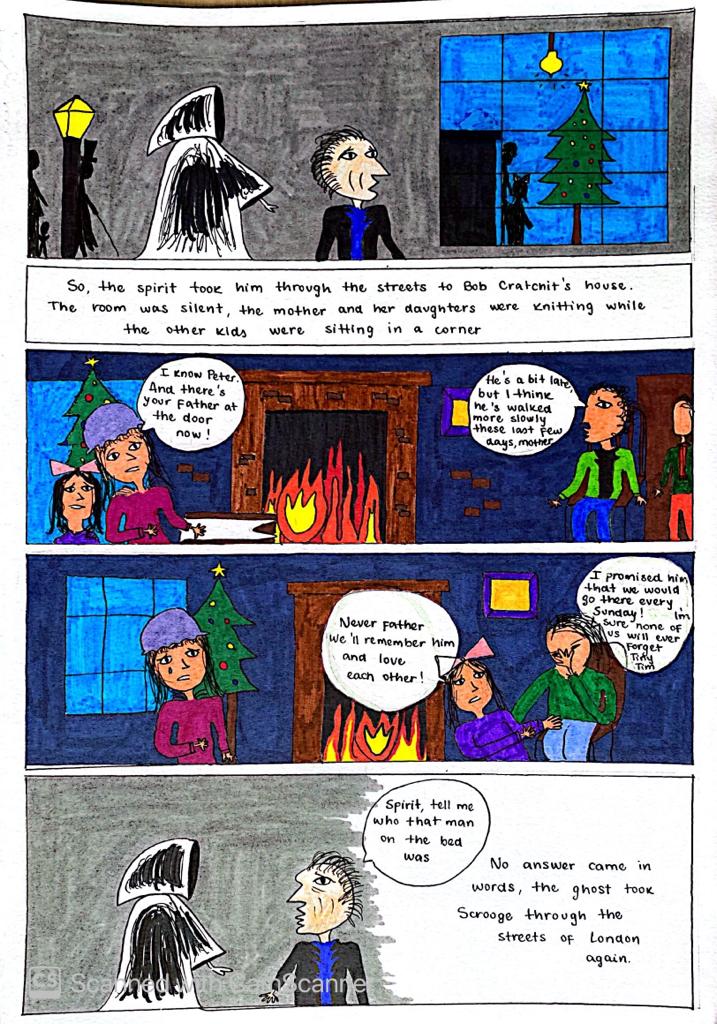 So, the spirit took him through the streets to Bob Cratchit's house.
The room was silent, the mother and her daughters were knitting while
the other kids were sitting in a corner
I know Peter.
And there's
your father at
the door
now!
He's a bit late,
but I think
he's walked
more slowly
these last few
days, mother
Never father
we'll remember him
and love
each other!
I promised him
that we would
go there every
Sunday! I'm
sure none of
us will ever
forget
Tiny
Tim
Spirit, tell me
who that man
on the bed
was
No answer came in
words, the ghost took
Scrooge through the
streets of London
again.
CS Scanned with CamScanner